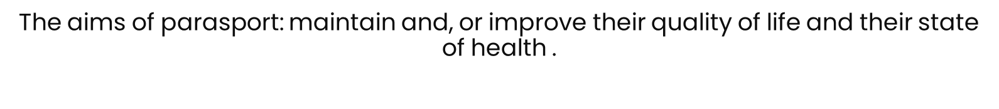 The aims of parasport: maintain and, or improve their quality of life and their state
of health .